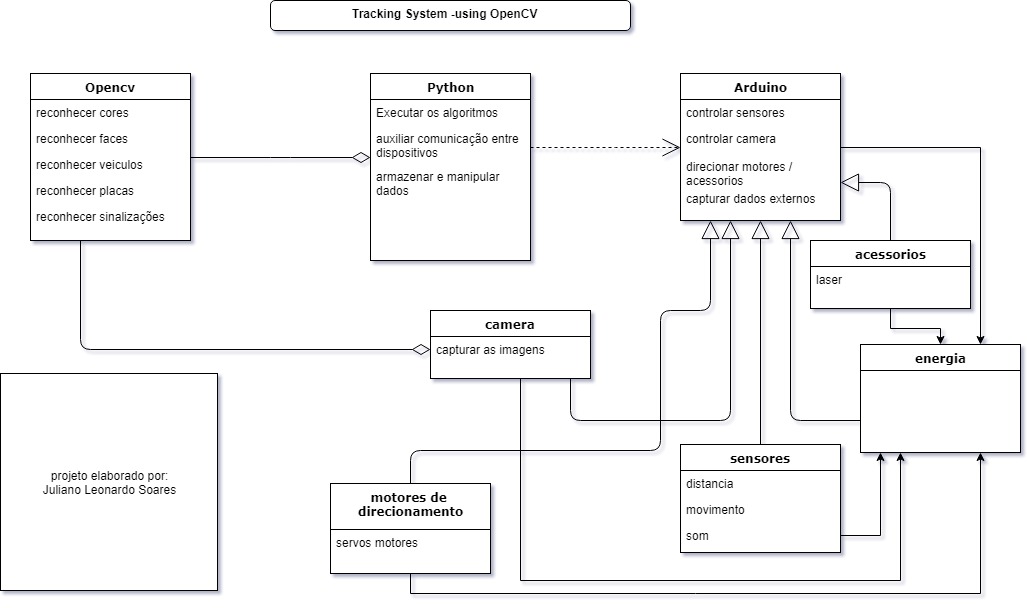 Tracking System -using OpenCV
Opencv
reconhecer cores
reconhecer faces
reconhecer veiculos
reconhecer placas
reconhecer sinalizações
Python
Executar os algoritmos
auxiliar comunicação entre
dispositivos
armazenar e manipular
dados
Arduino
controlar sensores
controlar camera
direcionar motores /
acessorios
capturar dados externos
acessorios
laser
camera
capturar as imagens
energia
projeto elaborado por:
Juliano Leonardo Soares
motores de
direcionamento
servos motores
sensores
distancia
movimento
som